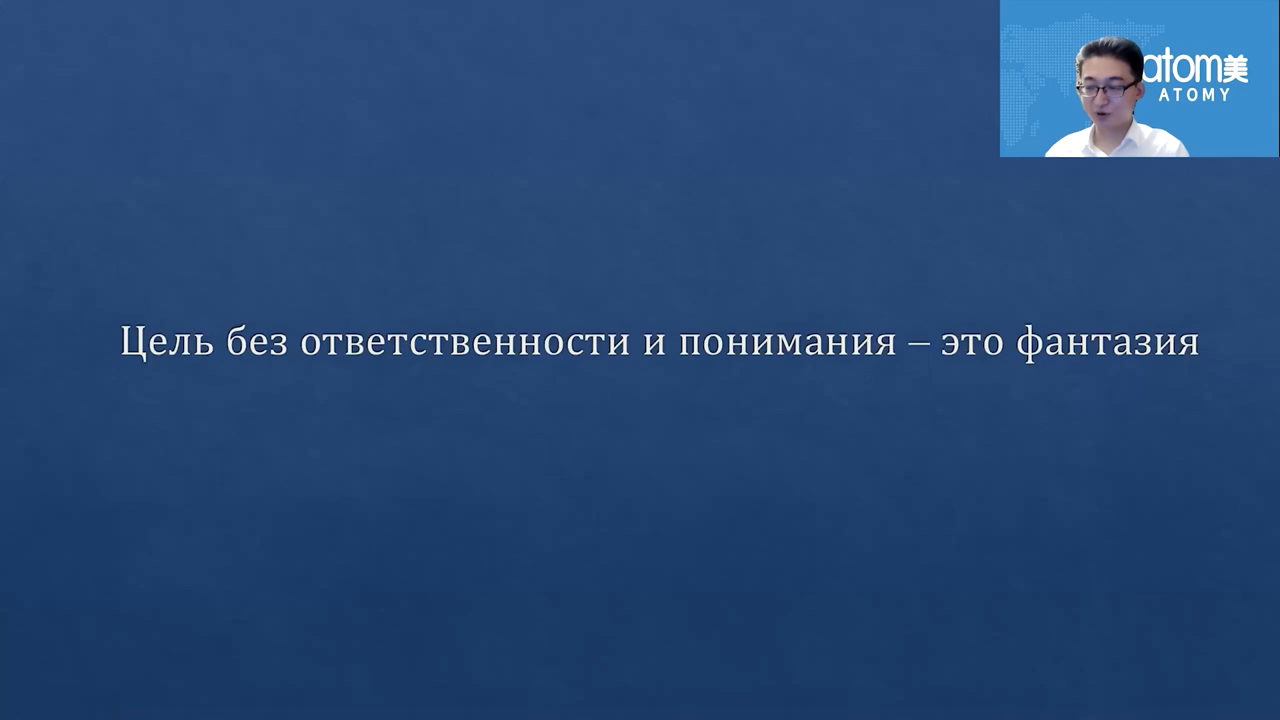 atom美
ATOMY
Цель без ответственности и понимания – это фантазия